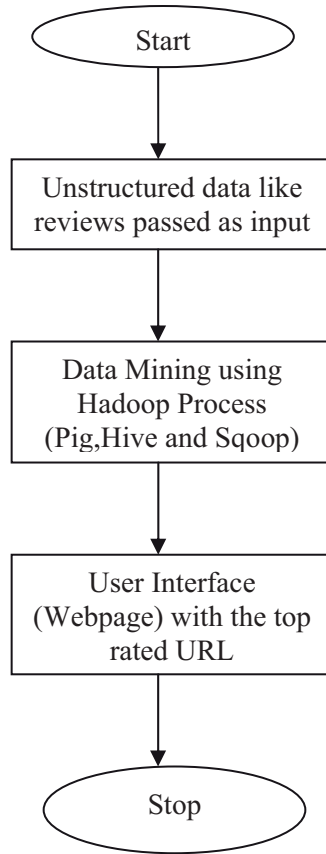 Start
Unstructured data like
reviews passed as input
Data Mining using
Hadoop Process
(Pig,Hive and Sqoop)
User Interface
(Webpage) with the top
rated URL
Stop